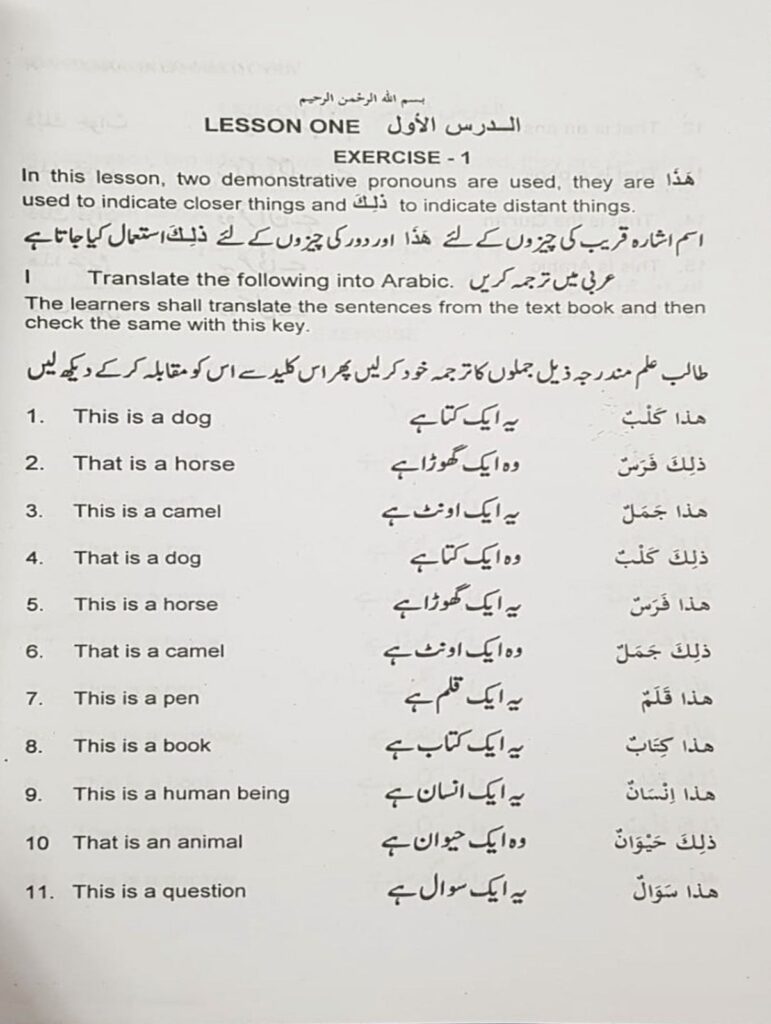 بسم الله الرحمن الرحيم
LESSON ONE الدرس الأول
EXERCISE - 1
In this lesson, two demonstrative pronouns are used, they are هَذَا
used to indicate closer things and ذٰلِكَ to indicate distant things.
اسم اشارہ قریب کی چیزوں کے لئے هَذَا اور دور کی چیزوں کے لئے ذٰلِكَ استعمال کیا جاتا ہے
I Translate the following into Arabic. عربی میں ترجمہ کریں
The learners shall translate the sentences from the text book and then
check the same with this key.
طالب علم مندرجہ ذیل جملوں کا ترجمہ خود کر لیں پھر اس کلید سے اس کو مقابلہ کر کے دیکھ لیں
1. This is a dog یہ ایک کتا ہے هذا كَلْبٌ
2. That is a horse وہ ایک گھوڑا ہے ذلِكَ فَرَسٌ
3. This is a camel یہ ایک اونٹ ہے هذا جَمَلٌ
4. That is a dog وہ ایک کتا ہے ذلِكَ كَلْبٌ
5. This is a horse یہ ایک گھوڑا ہے هذا فَرَسٌ
6. That is a camel وہ ایک اونٹ ہے ذلِكَ جَمَلٌ
7. This is a pen یہ ایک قلم ہے هذا قَلَمٌ
8. This is a book یہ ایک کتاب ہے هذا كِتَابٌ
9. This is a human being یہ ایک انسان ہے هذا اِنْسَانٌ
10 That is an animal وہ ایک حیوان ہے ذلِكَ حَيْوَانٌ
11. This is a question یہ ایک سوال ہے هذا سَوَالٌ